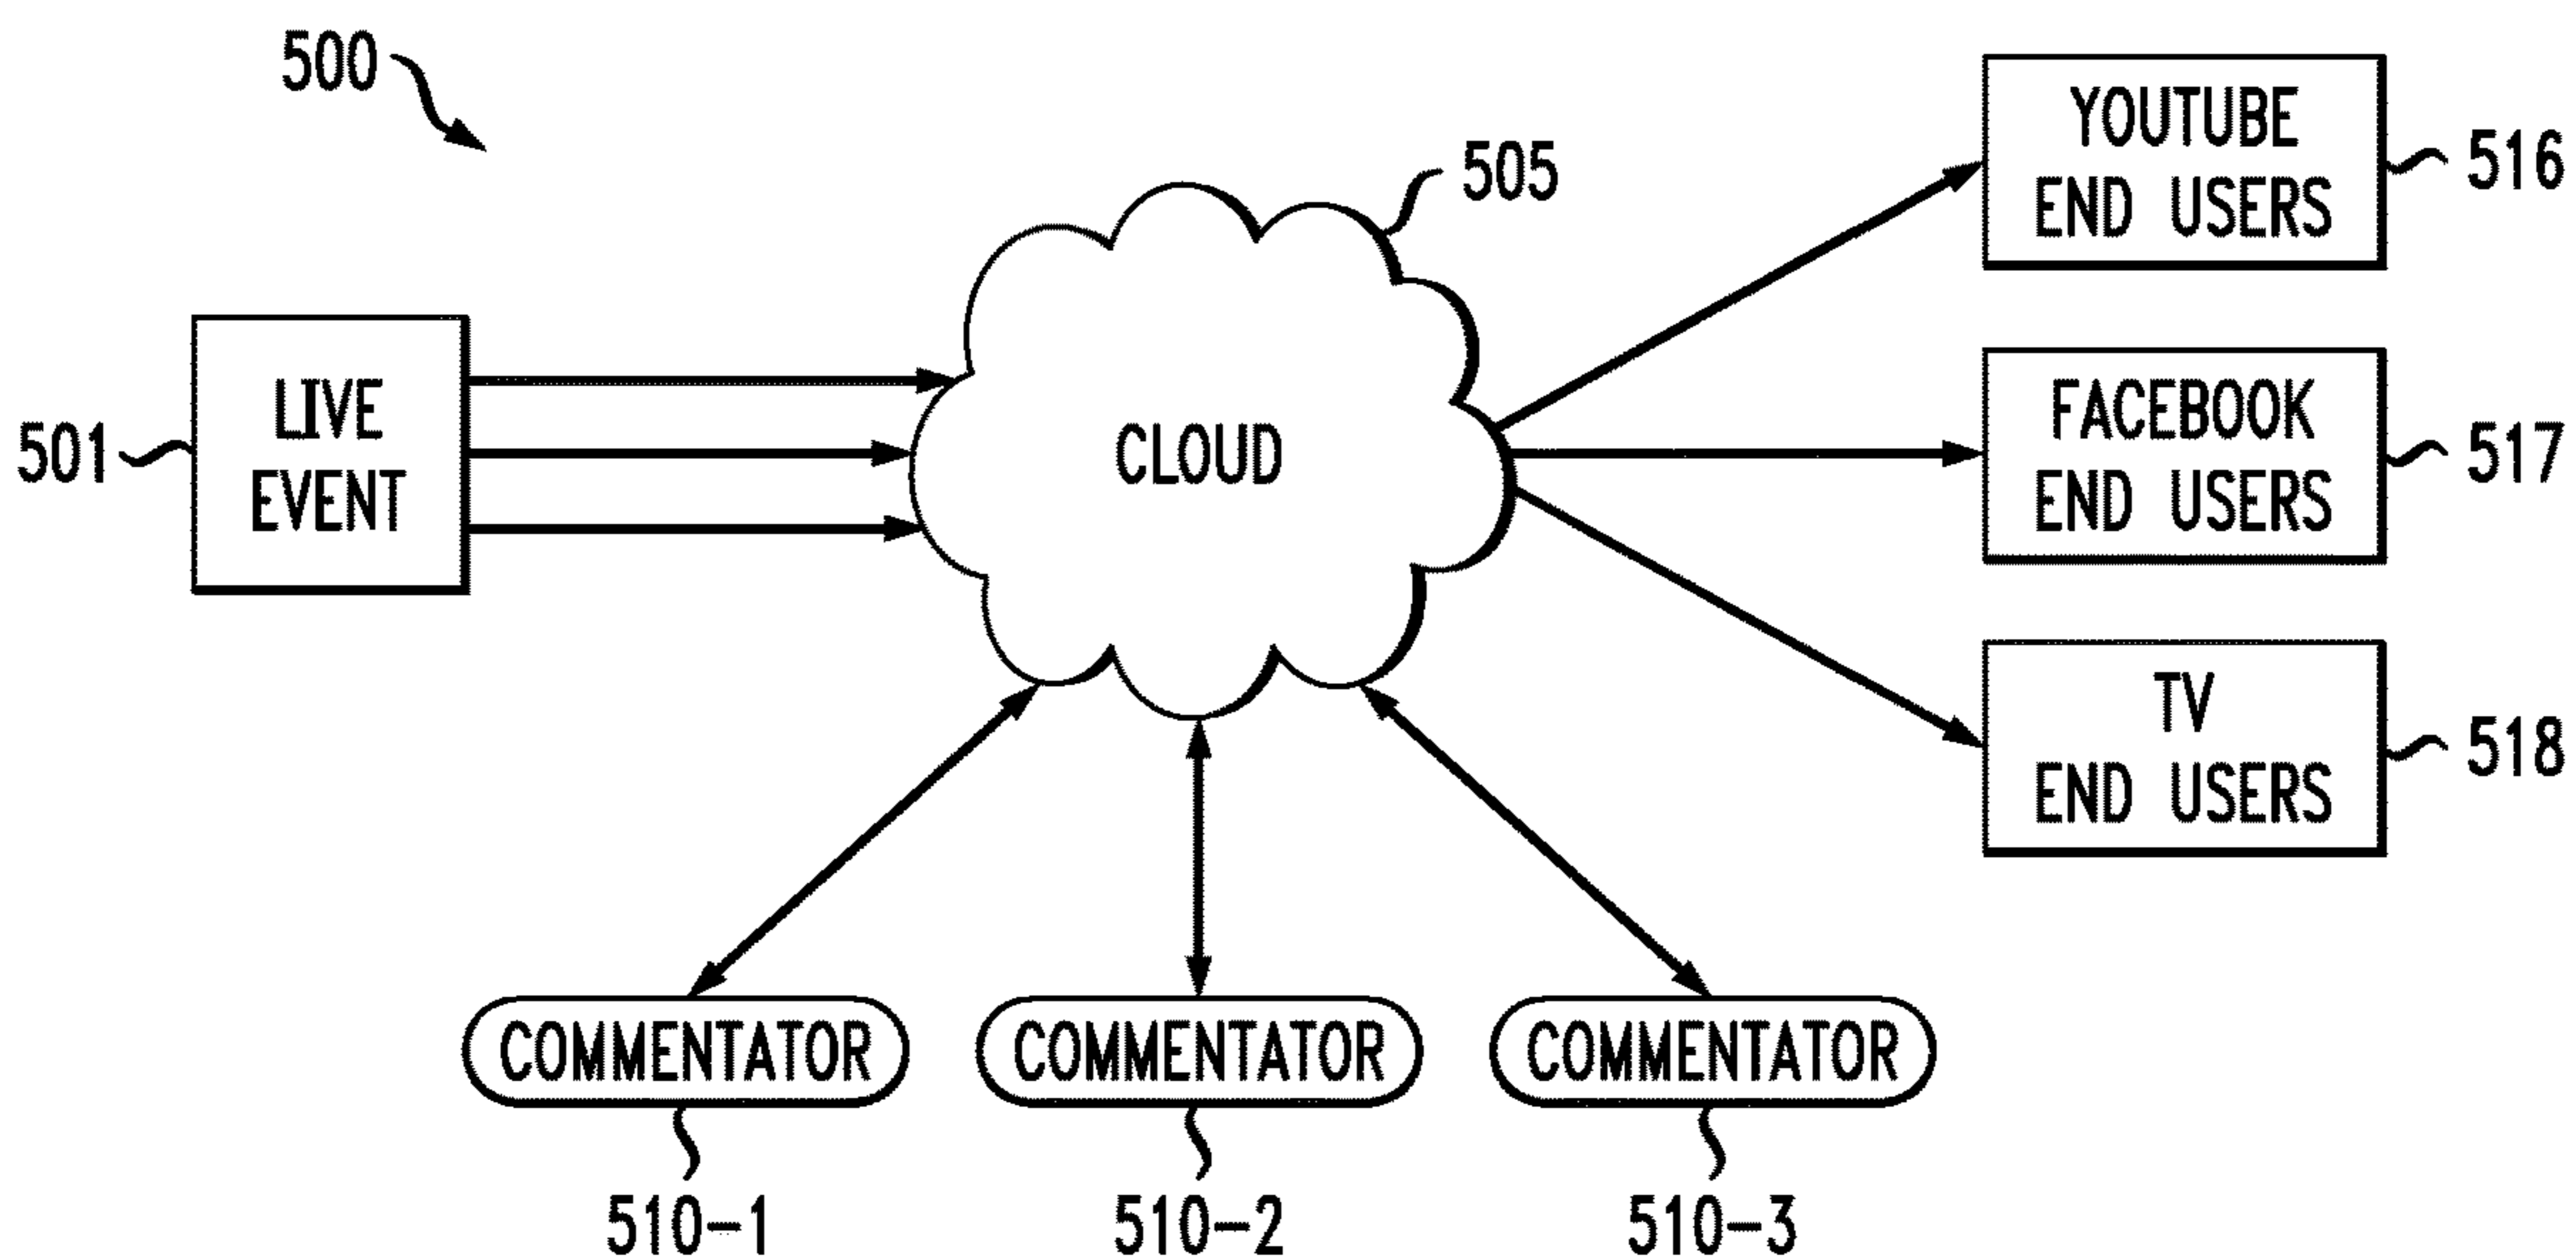 500
505
YOUTUBE
END USERS
516
501
LIVE
EVENT
CLOUD
FACEBOOK
END USERS
517
TV
END USERS
518
COMMENTATOR
COMMENTATOR
COMMENTATOR
510-1
510-2
510-3